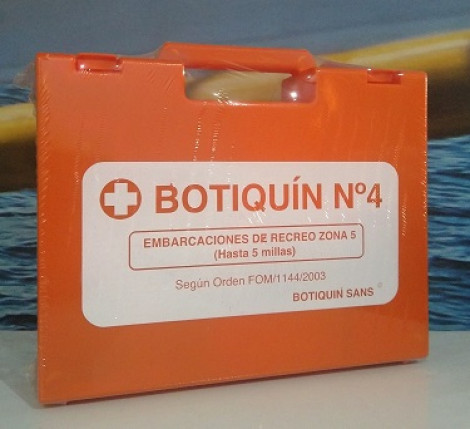 BOTIQUÍN Nº4
EMBARCACIONES DE RECREO ZONA 5
(Hasta 5 millas)
Según Orden FOM/1144/2003
BOTIQUIN SANS